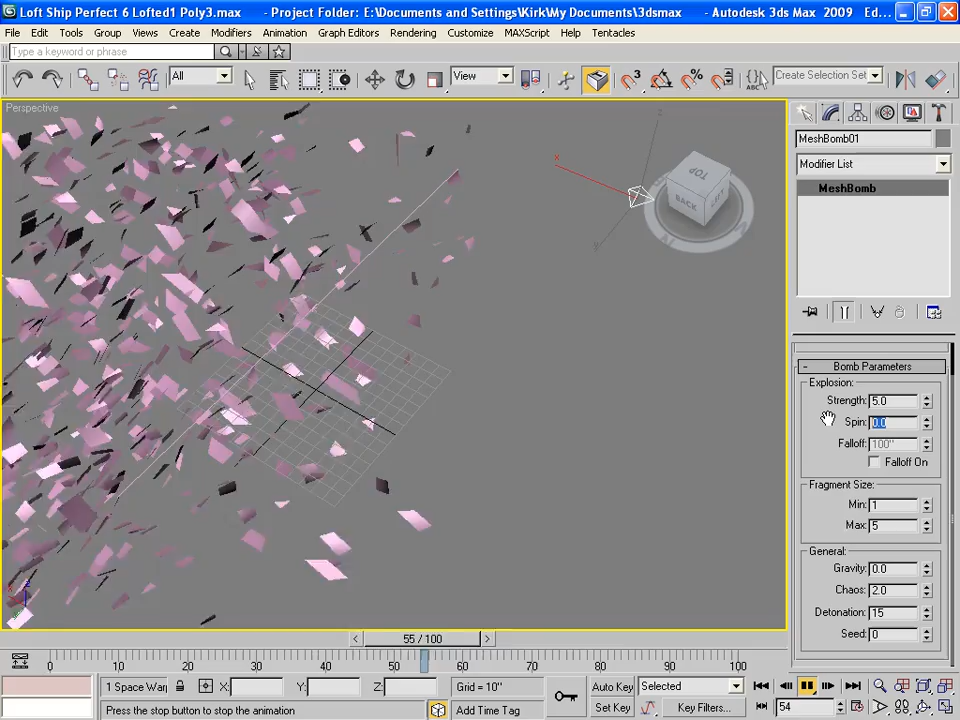 Loft Ship Perfect 6 Lofted1 Poly3.max - Project Folder: E:\Documents and Settings\Kirk\My Documents\3dsmax - Autodesk 3ds Max 2009 Ed...
File Edit Tools Group Views Create Modifiers Animation Graph Editors Rendering Customize MAXScript Help Tentacles
Type a keyword or phrase
All View Create Selection Set
Perspective
x
z
y
TOP
BACK LEFT
MeshBomb01
Modifier List
MeshBomb
- Bomb Parameters
Explosion:
Strength: 5.0
Spin: 0.0
Falloff: 100"
Falloff On
Fragment Size:
Min: 1
Max: 5
General:
Gravity: 0.0
Chaos: 2.0
Detonation: 15
Seed: 0
z
< 55 / 100 >
0 10 20 30 40 50 60 70 80 90 100
1 Space Warp X: Y: Z: Grid = 10" Auto Key Selected
Press the stop button to stop the animation Add Time Tag Set Key Key Filters... 54